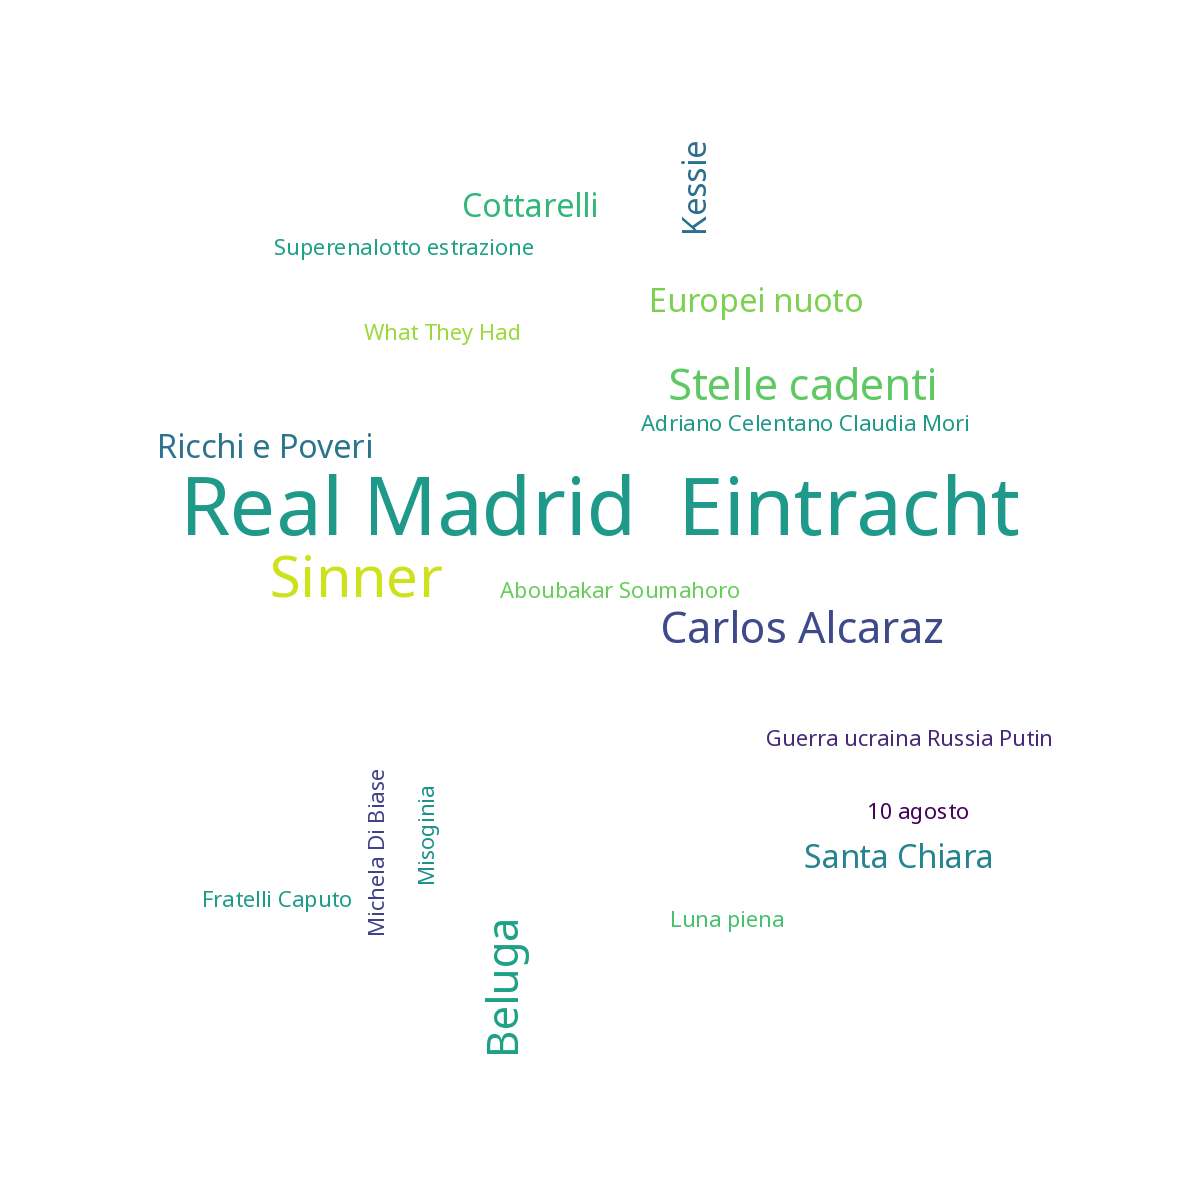 Kessie
Cottarelli
Superenalotto estrazione
Europei nuoto
What They Had
Stelle cadenti
Adriano Celentano Claudia Mori
Ricchi e Poveri
Real Madrid  Eintracht
Sinner
Aboubakar Soumahoro
Carlos Alcaraz
Guerra ucraina Russia Putin
Michela Di Biase
Misoginia
10 agosto
Santa Chiara
Fratelli Caputo
Luna piena
Beluga